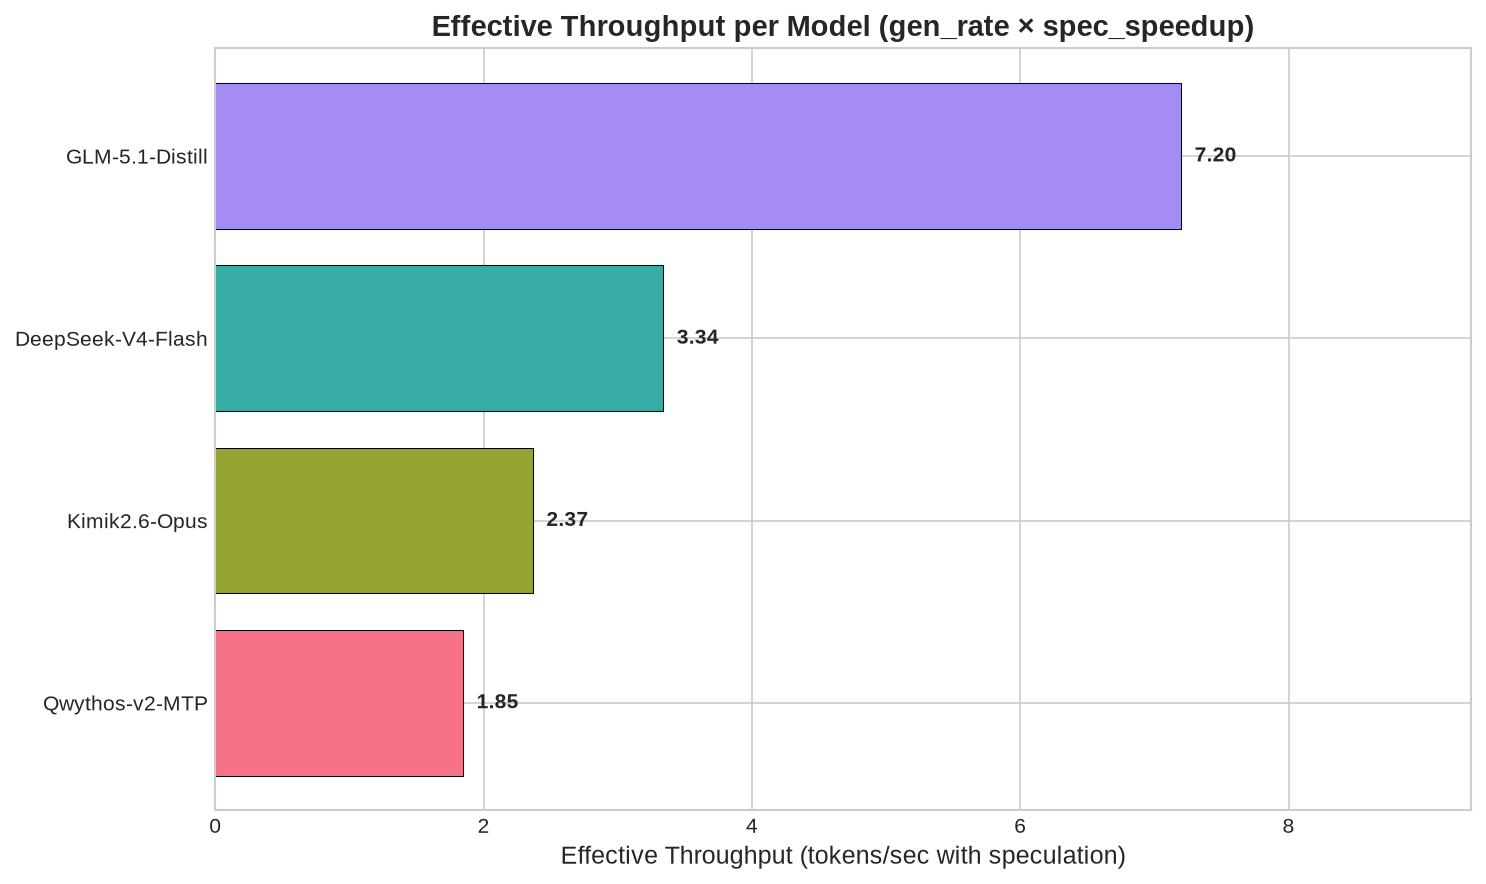 Effective Throughput per Model (gen_rate × spec_speedup)
GLM-5.1-Distill
7.20
DeepSeek-V4-Flash
3.34
Kimik2.6-Opus
2.37
Qwythos-v2-MTP
1.85
0 2 4 6 8
Effective Throughput (tokens/sec with speculation)